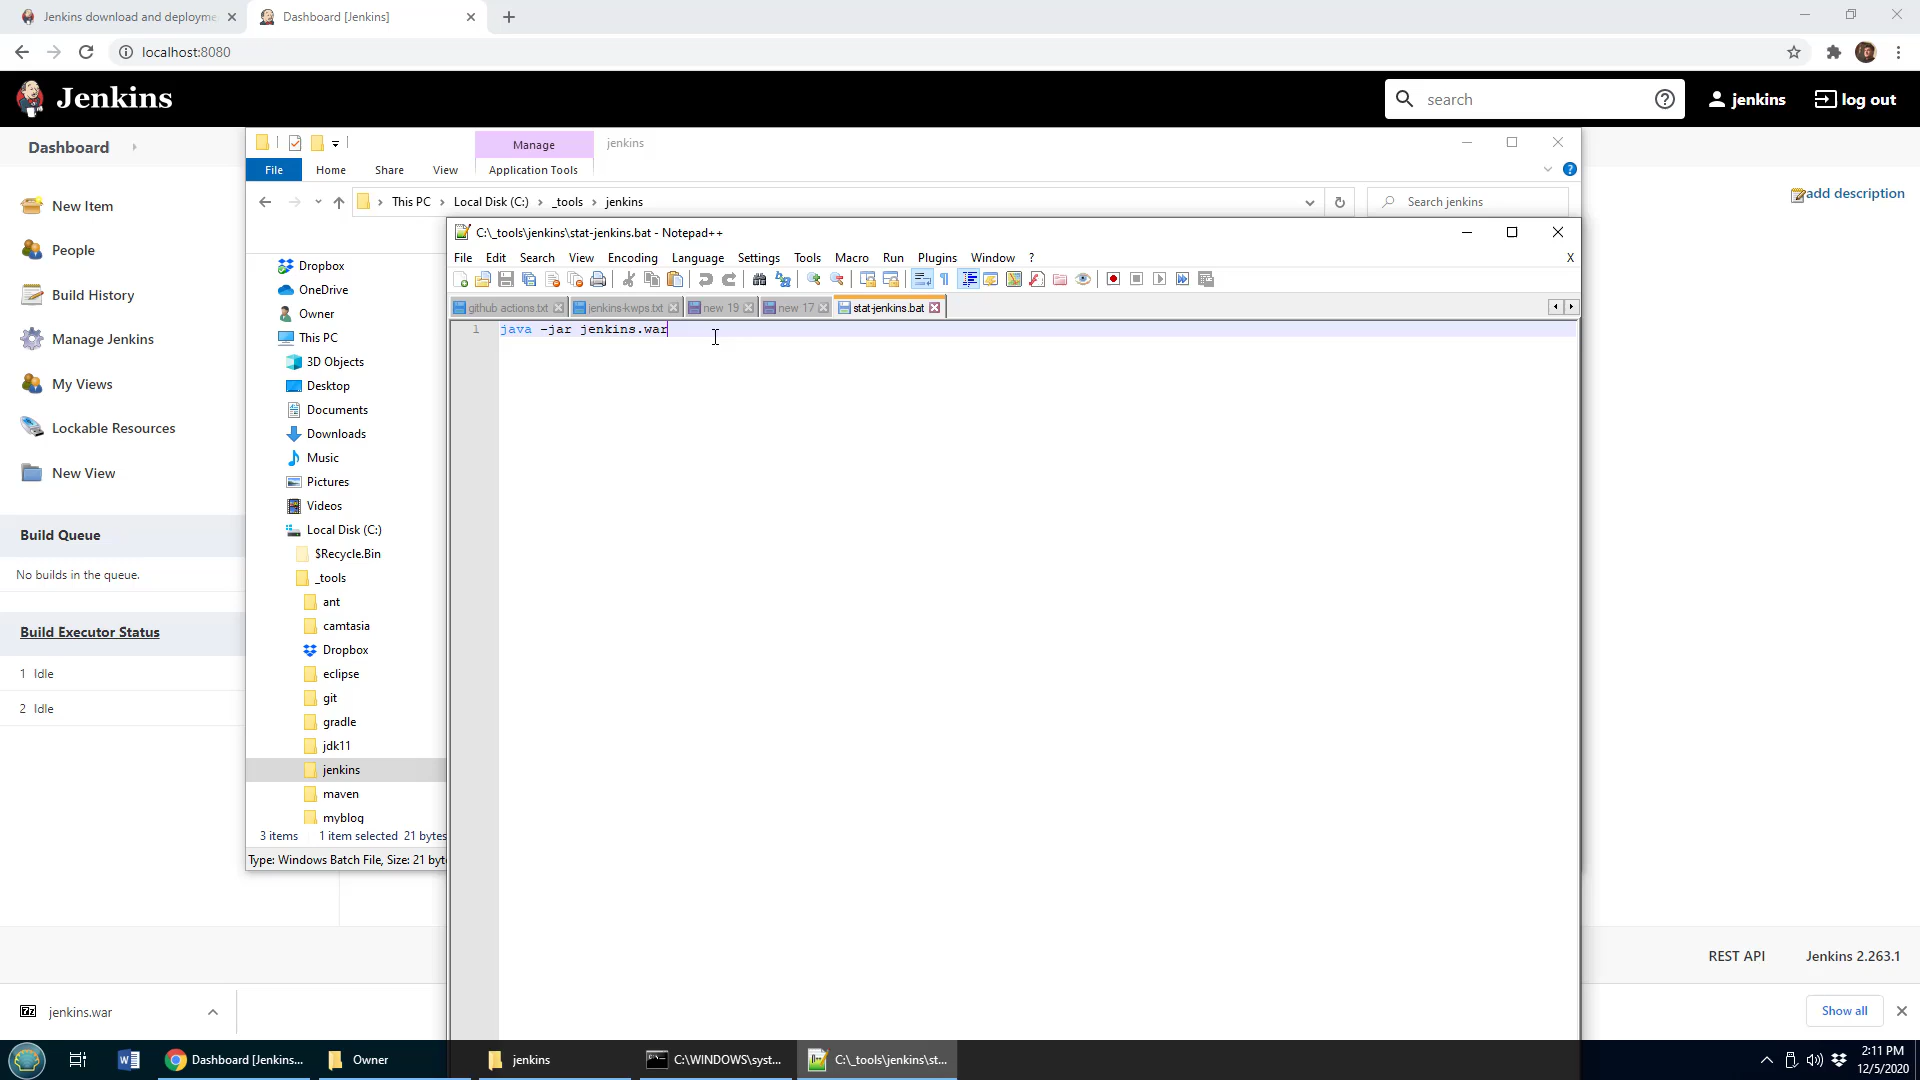 Jenkins download and deployme
Dashboard [Jenkins]
localhost:8080
Jenkins
search
jenkins
log out
Dashboard
Manage
jenkins
File
Home
Share
View
Application Tools
This PC > Local Disk (C:) > _tools > jenkins
Search jenkins
add description
New Item
People
Build History
Manage Jenkins
My Views
Lockable Resources
New View
Build Queue
No builds in the queue.
Build Executor Status
1 Idle
2 Idle
Dropbox
OneDrive
Owner
This PC
3D Objects
Desktop
Documents
Downloads
Music
Pictures
Videos
Local Disk (C:)
$Recycle.Bin
_tools
ant
camtasia
Dropbox
eclipse
git
gradle
jdk11
jenkins
maven
myblog
3 items 1 item selected 21 bytes
Type: Windows Batch File, Size: 21 byt
C:\_tools\jenkins\stat-jenkins.bat - Notepad++
File Edit Search View Encoding Language Settings Tools Macro Run Plugins Window ? X
github actions.txt
jenkins-kwps.txt
new 19
new 17
stat-jenkins.bat
1 java -jar jenkins.war
REST API
Jenkins 2.263.1
jenkins.war
Show all
Dashboard [Jenkins...
Owner
jenkins
C:\WINDOWS\syst...
C:\_tools\jenkins\st...
2:11 PM
12/5/2020